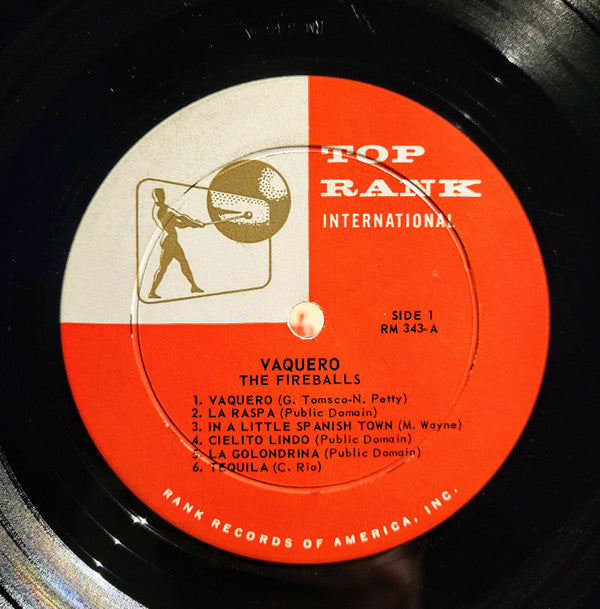 TOP
RANK
INTERNATIONAL
SIDE 1
RM 343-A
VAQUERO
THE FIREBALLS
1. VAQUERO (G. Tomsco-N. Petty)
2. LA RASPA (Public Domain)
3. IN A LITTLE SPANISH TOWN (M. Wayne)
4. CIELITO LINDO (Public Domain)
5. LA GOLONDRINA (Public Domain)
6. TEQUILA (C. Rio)
RANK RECORDS OF AMERICA, INC.